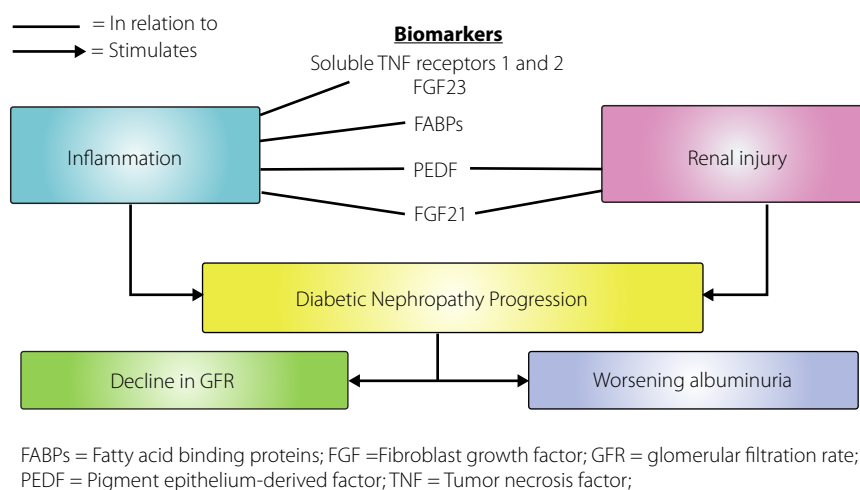 = In relation to
= Stimulates
Biomarkers
Soluble TNF receptors 1 and 2
FGF23
FABPs
Inflammation
PEDF
Renal injury
FGF21
Diabetic Nephropathy Progression
Decline in GFR
Worsening albuminuria
FABPs = Fatty acid binding proteins; FGF =Fibroblast growth factor; GFR = glomerular filtration rate;
PEDF = Pigment epithelium-derived factor; TNF = Tumor necrosis factor;